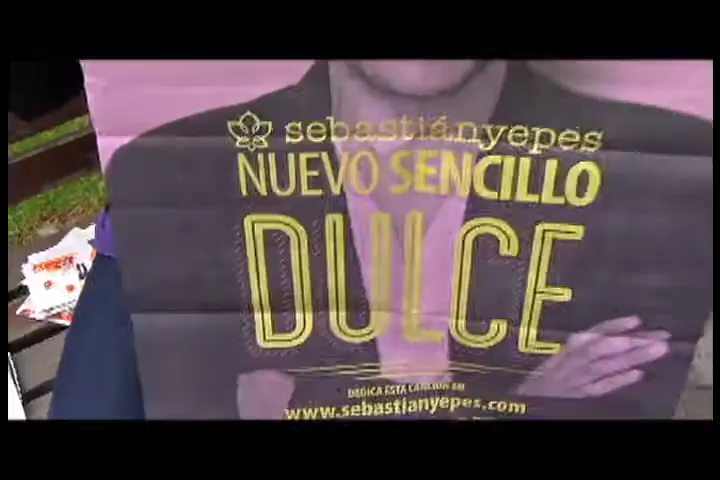 sebastiányepes
NUEVO SENCILLO
DULCE
DEDICA ESTA CANCIÓN EN
www.sebastianyepes.com